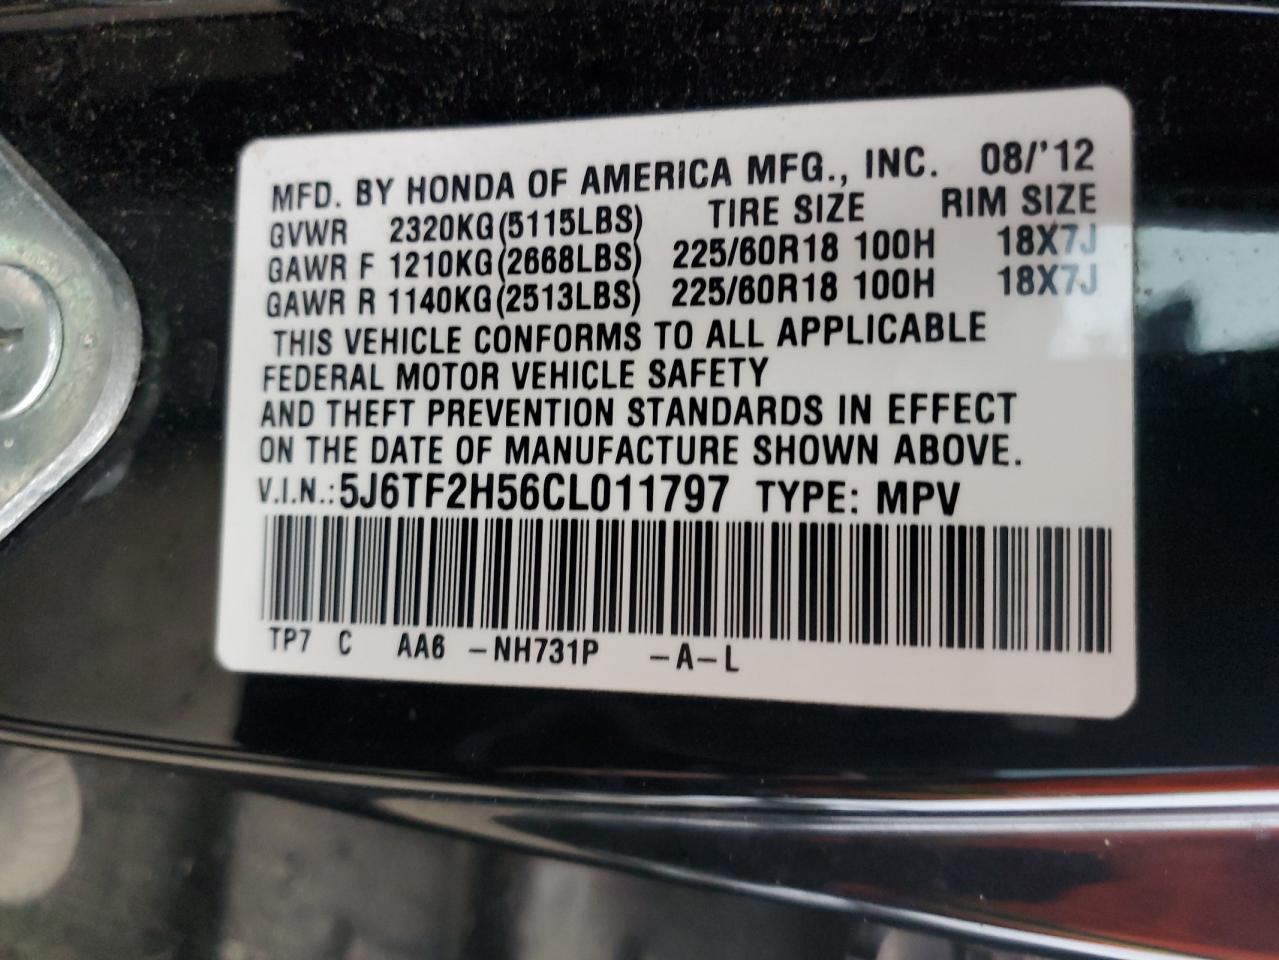 MFD. BY HONDA OF AMERICA MFG., INC. 08/'12
GVWR 2320KG(5115LBS) TIRE SIZE RIM SIZE
GAWR F 1210KG(2668LBS) 225/60R18 100H 18X7J
GAWR R 1140KG(2513LBS) 225/60R18 100H 18X7J
THIS VEHICLE CONFORMS TO ALL APPLICABLE
FEDERAL MOTOR VEHICLE SAFETY
AND THEFT PREVENTION STANDARDS IN EFFECT
ON THE DATE OF MANUFACTURE SHOWN ABOVE.
V.I.N.: 5J6TF2H56CL011797 TYPE: MPV
TP7 C AA6 -NH731P -A-L